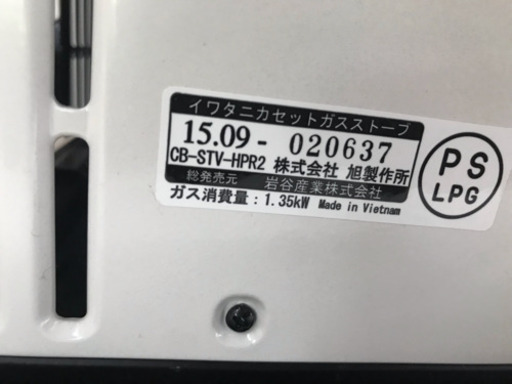 イワタニカセットガスストーブ
15.09 - 020637
CB-STV-HPR2 株式会社 旭製作所
総発売元 岩谷産業株式会社
ガス消費量:1.35kW Made in Vietnam
PS
LPG